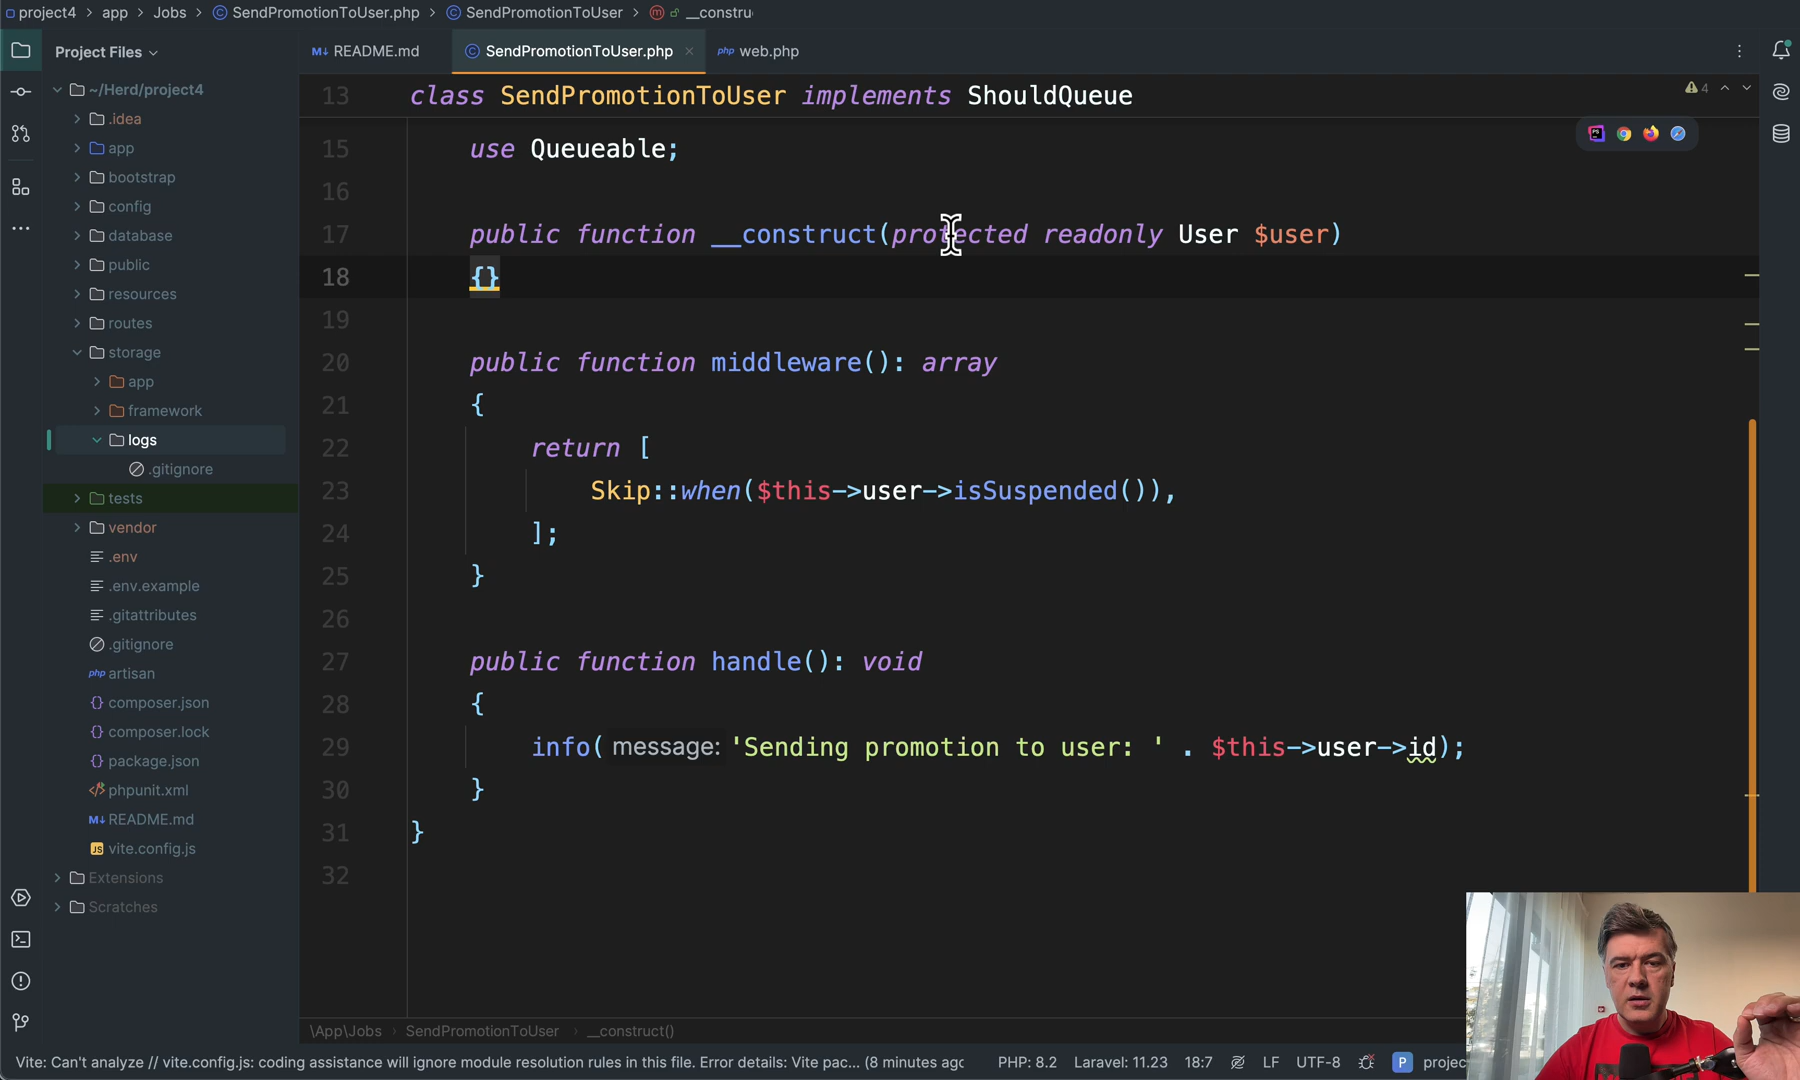 project4 > app > Jobs > SendPromotionToUser.php > SendPromotionToUser > __constru
Project Files
README.md
SendPromotionToUser.php
php web.php
~/Herd/project4
.idea
app
bootstrap
config
database
public
resources
routes
storage
app
framework
logs
.gitignore
tests
vendor
.env
.env.example
.gitattributes
.gitignore
php artisan
composer.json
composer.lock
package.json
phpunit.xml
README.md
JS vite.config.js
Extensions
Scratches
4
13 class SendPromotionToUser implements ShouldQueue
15 use Queueable;
16
17 public function __construct(protected readonly User $user)
18 {}
19
20 public function middleware(): array
21 {
22 return [
23 Skip::when($this->user->isSuspended()),
24 ];
25 }
26
27 public function handle(): void
28 {
29 info( message: 'Sending promotion to user: ' . $this->user->id);
30 }
31 }
32
\App\Jobs > SendPromotionToUser > __construct()
Vite: Can't analyze // vite.config.js: coding assistance will ignore module resolution rules in this file. Error details: Vite pac... (8 minutes ago
PHP: 8.2 Laravel: 11.23 18:7 LF UTF-8 P projec